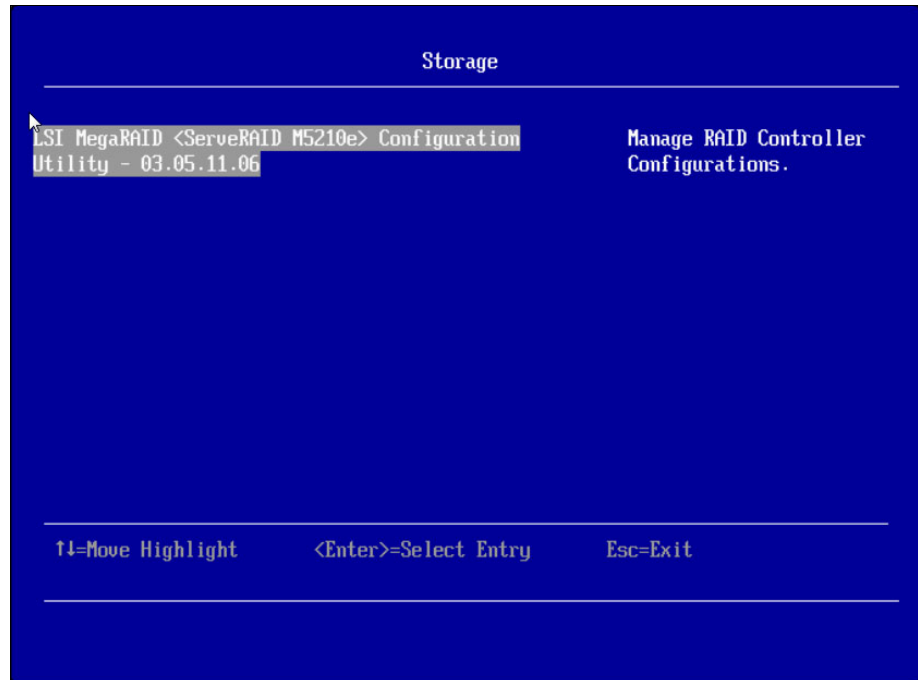 Storage
LSI MegaRAID <ServeRAID M5210e> Configuration
Utility - 03.05.11.06
Manage RAID Controller
Configurations.
↑↓=Move Highlight <Enter>=Select Entry Esc=Exit